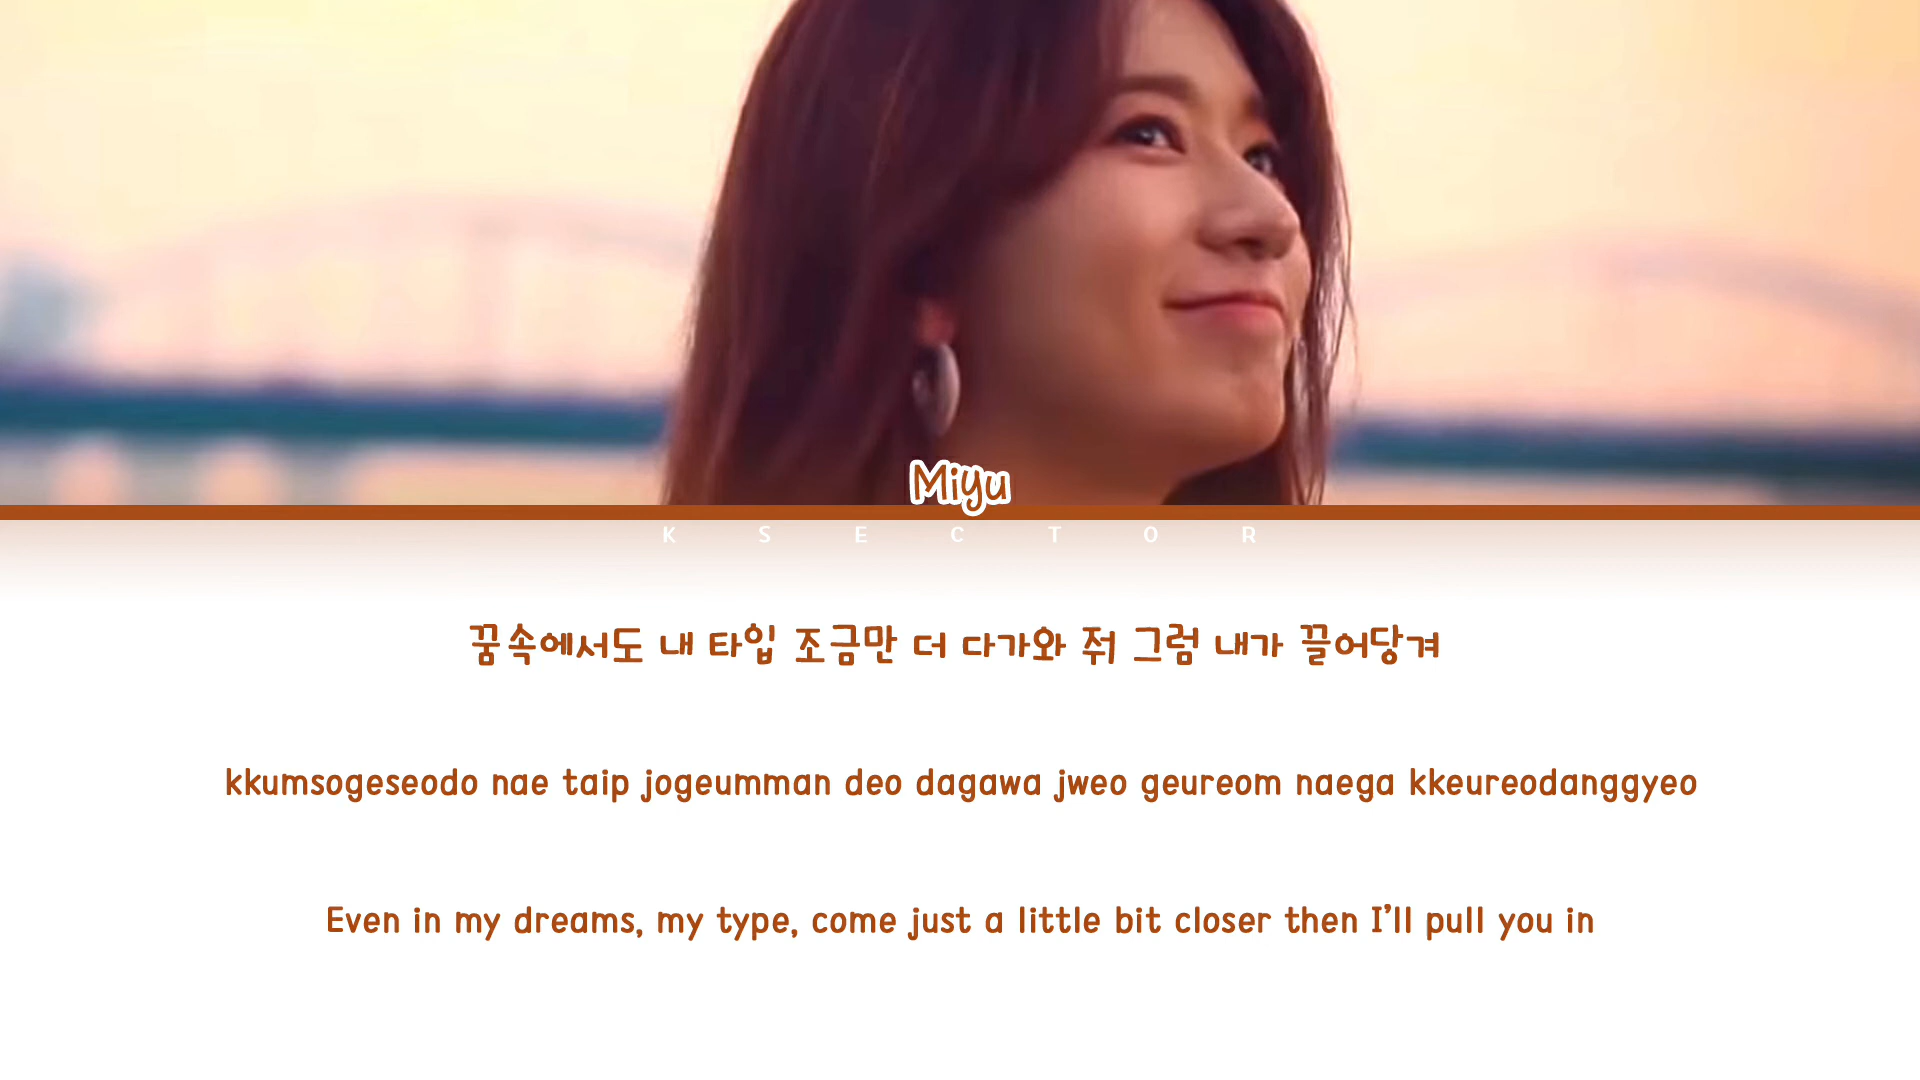 Miyu
K S E C T O R
꿈속에서도 내 타입 조금만 더 다가와 줘 그럼 내가 끌어당겨
kkumsogeseodo nae taip jogeumman deo dagawa jweo geureom naega kkeureodanggyeo
Even in my dreams, my type, come just a little bit closer then I'll pull you in